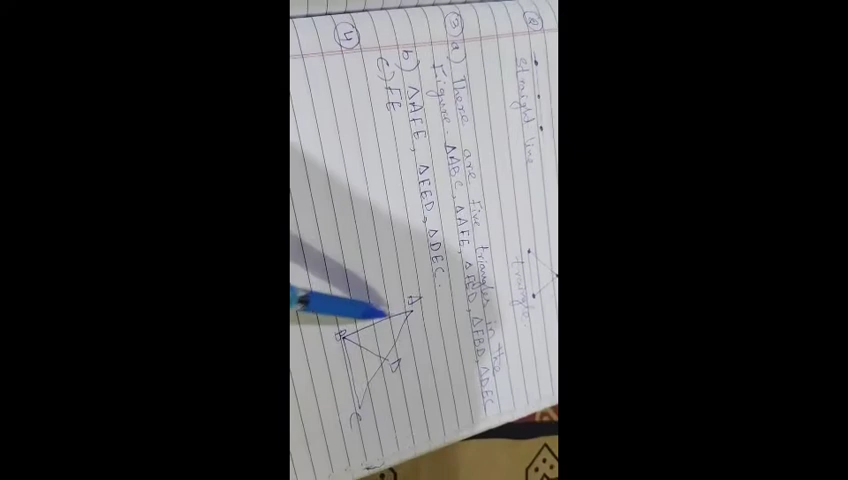 ②
straight line
triangle.
③ a) There are five triangles in the
Figure. ΔABC, ΔAFE, ΔFED, ΔFBD, ΔDEC
b) ΔAFE, ΔFED, ΔDEC.
c) FE
④
A
B
D
C